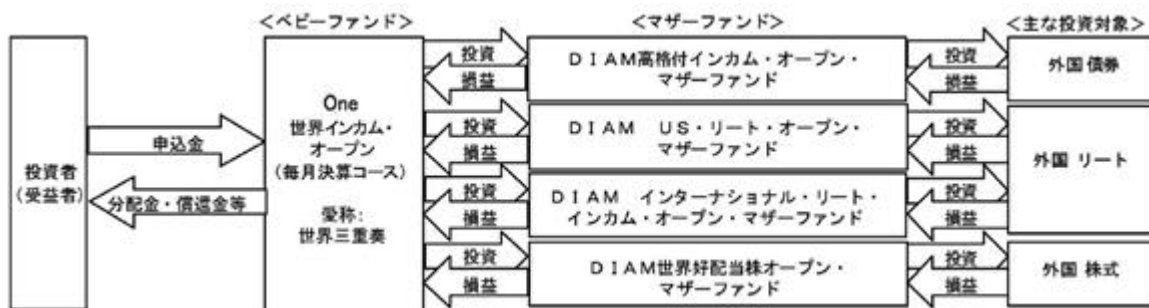 ＜ベビーファンド＞
＜マザーファンド＞
＜主な投資対象＞
投資者
（受益者）
申込金
分配金・償還金等
One
世界インカム・
オープン
（毎月決算コース）
愛称：
世界三重奏
投資
損益
ＤＩＡＭ高格付インカム・オープン・
マザーファンド
投資
損益
外国 債券
投資
損益
ＤＩＡＭ　ＵＳ・リート・オープン・
マザーファンド
投資
損益
外国 リート
投資
損益
ＤＩＡＭ　インターナショナル・リート・
インカム・オープン・マザーファンド
投資
損益
投資
損益
ＤＩＡＭ世界好配当株オープン・
マザーファンド
投資
損益
外国 株式